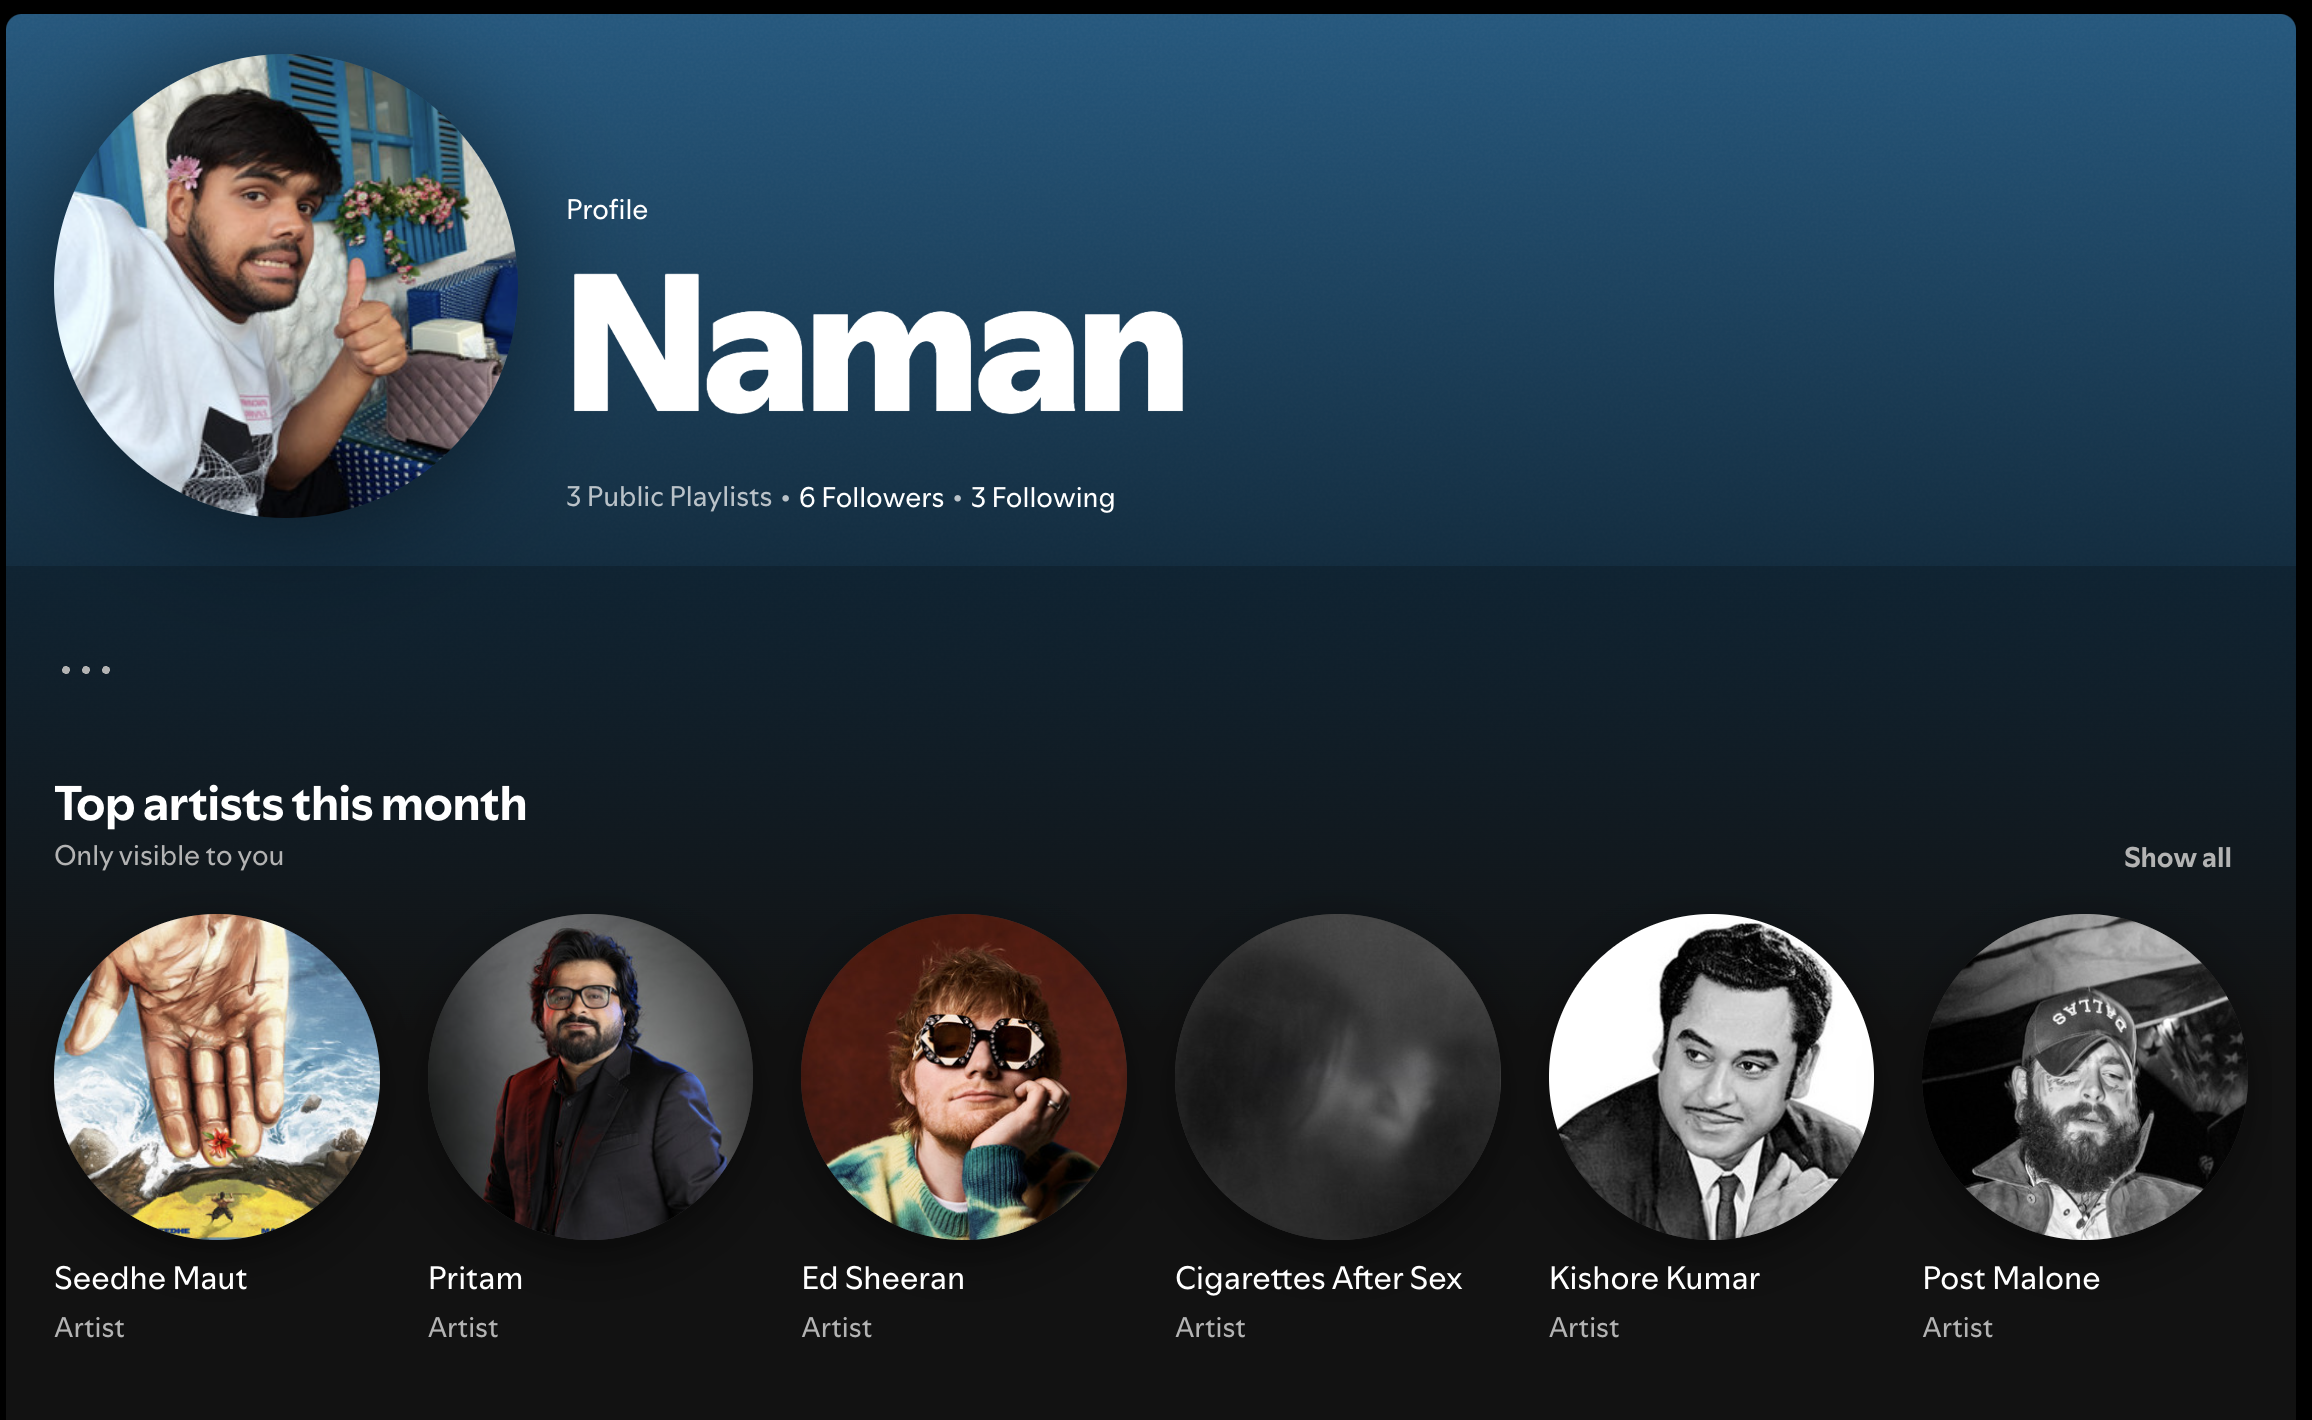 Profile
Naman
3 Public Playlists • 6 Followers • 3 Following
Top artists this month
Only visible to you
Show all
DALLAS
Seedhe Maut
Artist
Pritam
Artist
Ed Sheeran
Artist
Cigarettes After Sex
Artist
Kishore Kumar
Artist
Post Malone
Artist